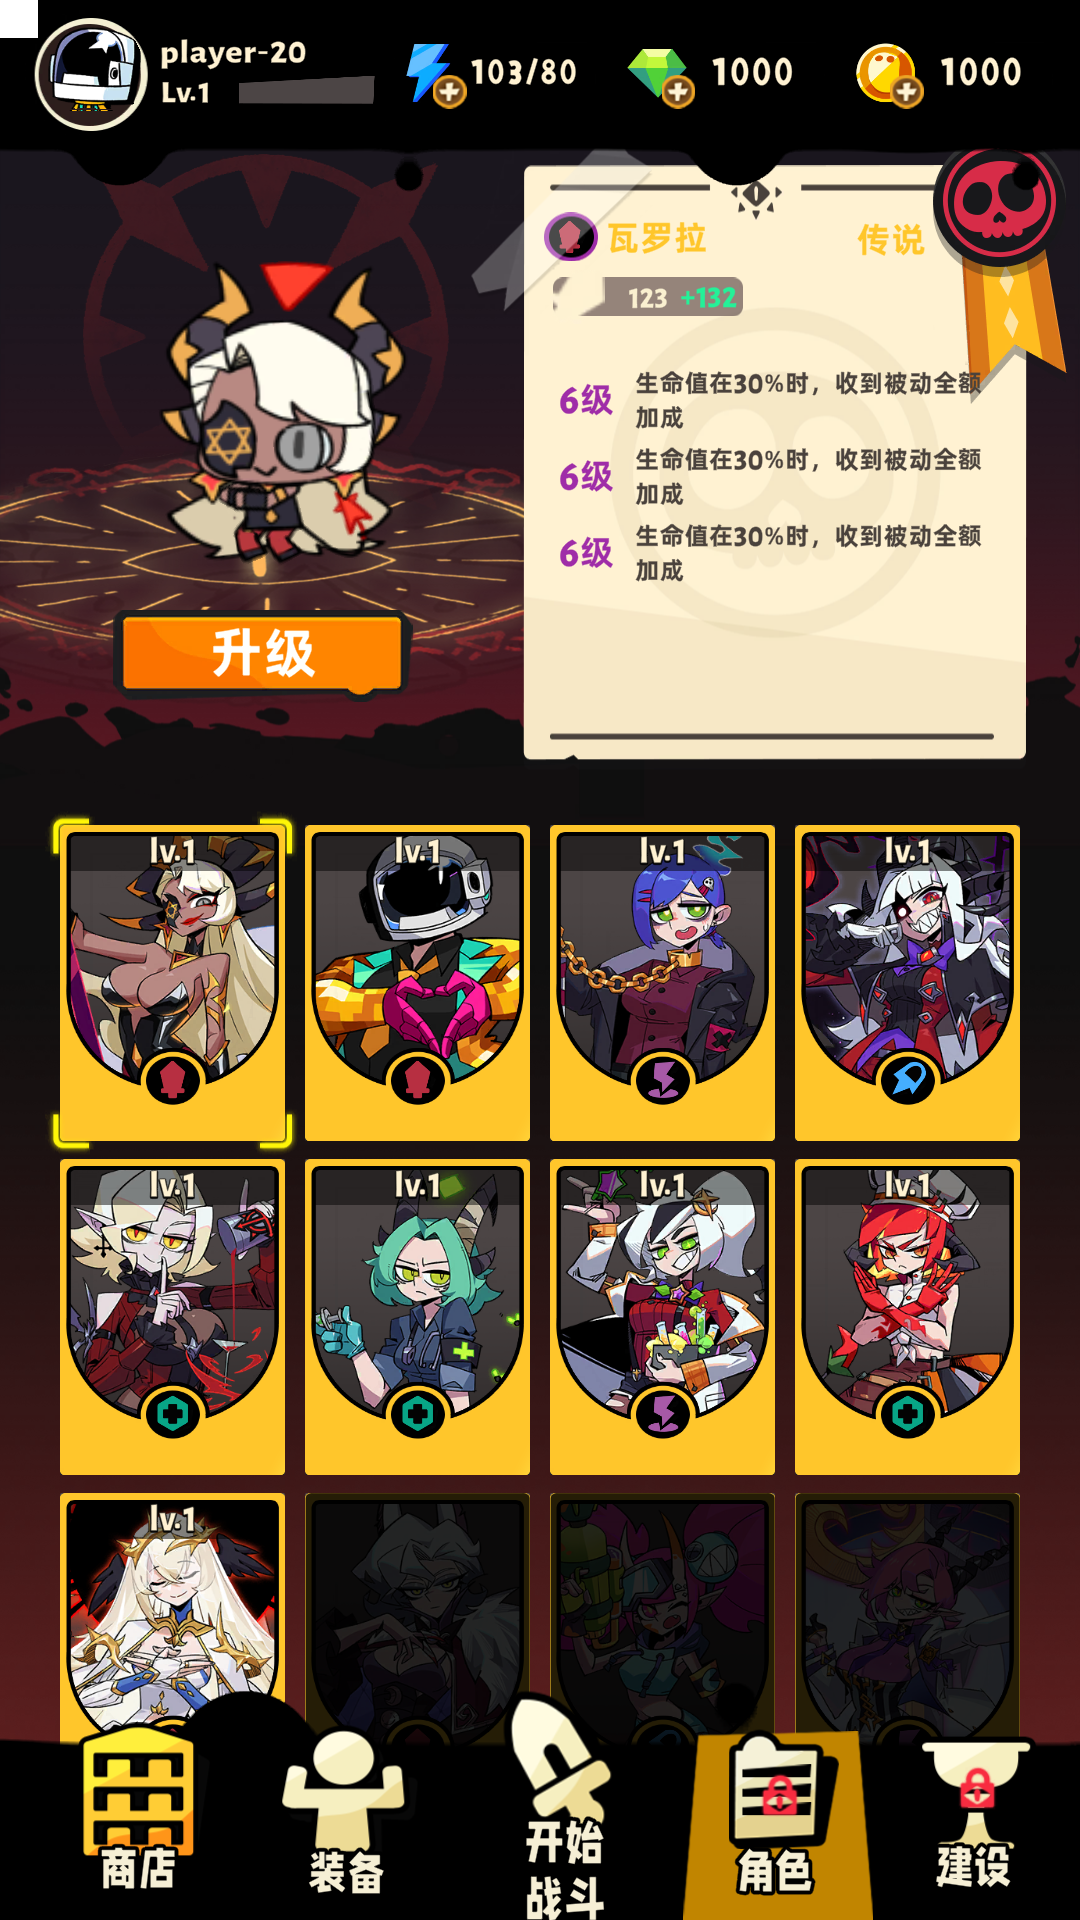 player-20
Lv.1
103/80
1000
1000
瓦罗拉
传说
123 +132
6级
生命值在30%时，收到被动全额
加成
6级
生命值在30%时，收到被动全额
加成
6级
生命值在30%时，收到被动全额
加成
升级
lv.1
lv.1
lv.1
lv.1
lv.1
lv.1
lv.1
lv.1
lv.1
商店
装备
开始
战斗
角色
建设